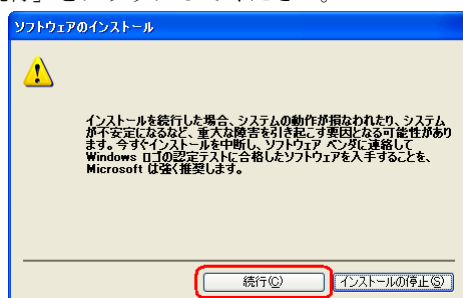 ソフトウェアのインストール
インストールを続行した場合、システムの動作が損なわれたり、システム
が不安定になるなど、重大な障害を引き起こす要因となる可能性があり
ます。今すぐインストールを中断し、ソフトウェア ベンダに連絡して
Windows ロゴの認定テストに合格したソフトウェアを入手することを、
Microsoft は強く推奨します。
続行(C)
インストールの停止(S)